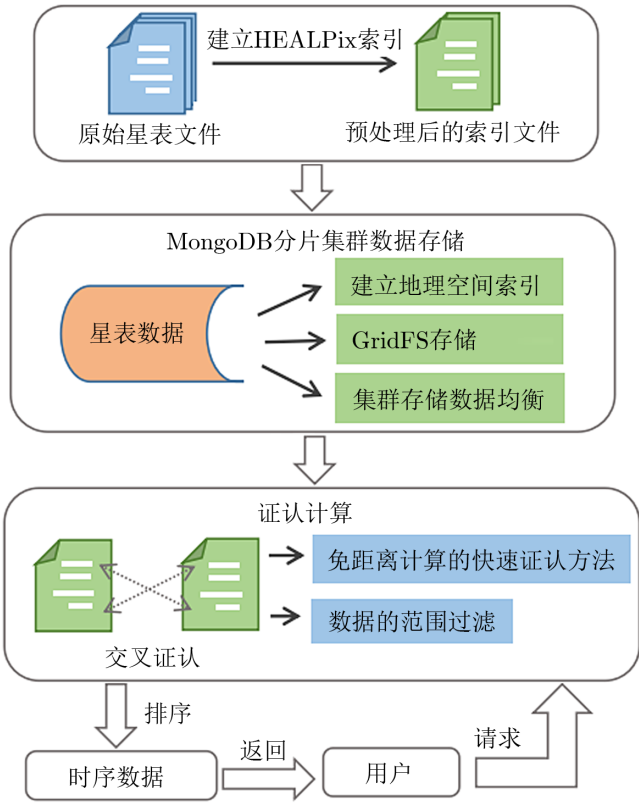 建立HEALPix索引
原始星表文件
预处理后的索引文件
MongoDB分片集群数据存储
星表数据
建立地理空间索引
GridFS存储
集群存储数据均衡
证认计算
免距离计算的快速证认方法
数据的范围过滤
交叉证认
排序
时序数据
返回
用户
请求